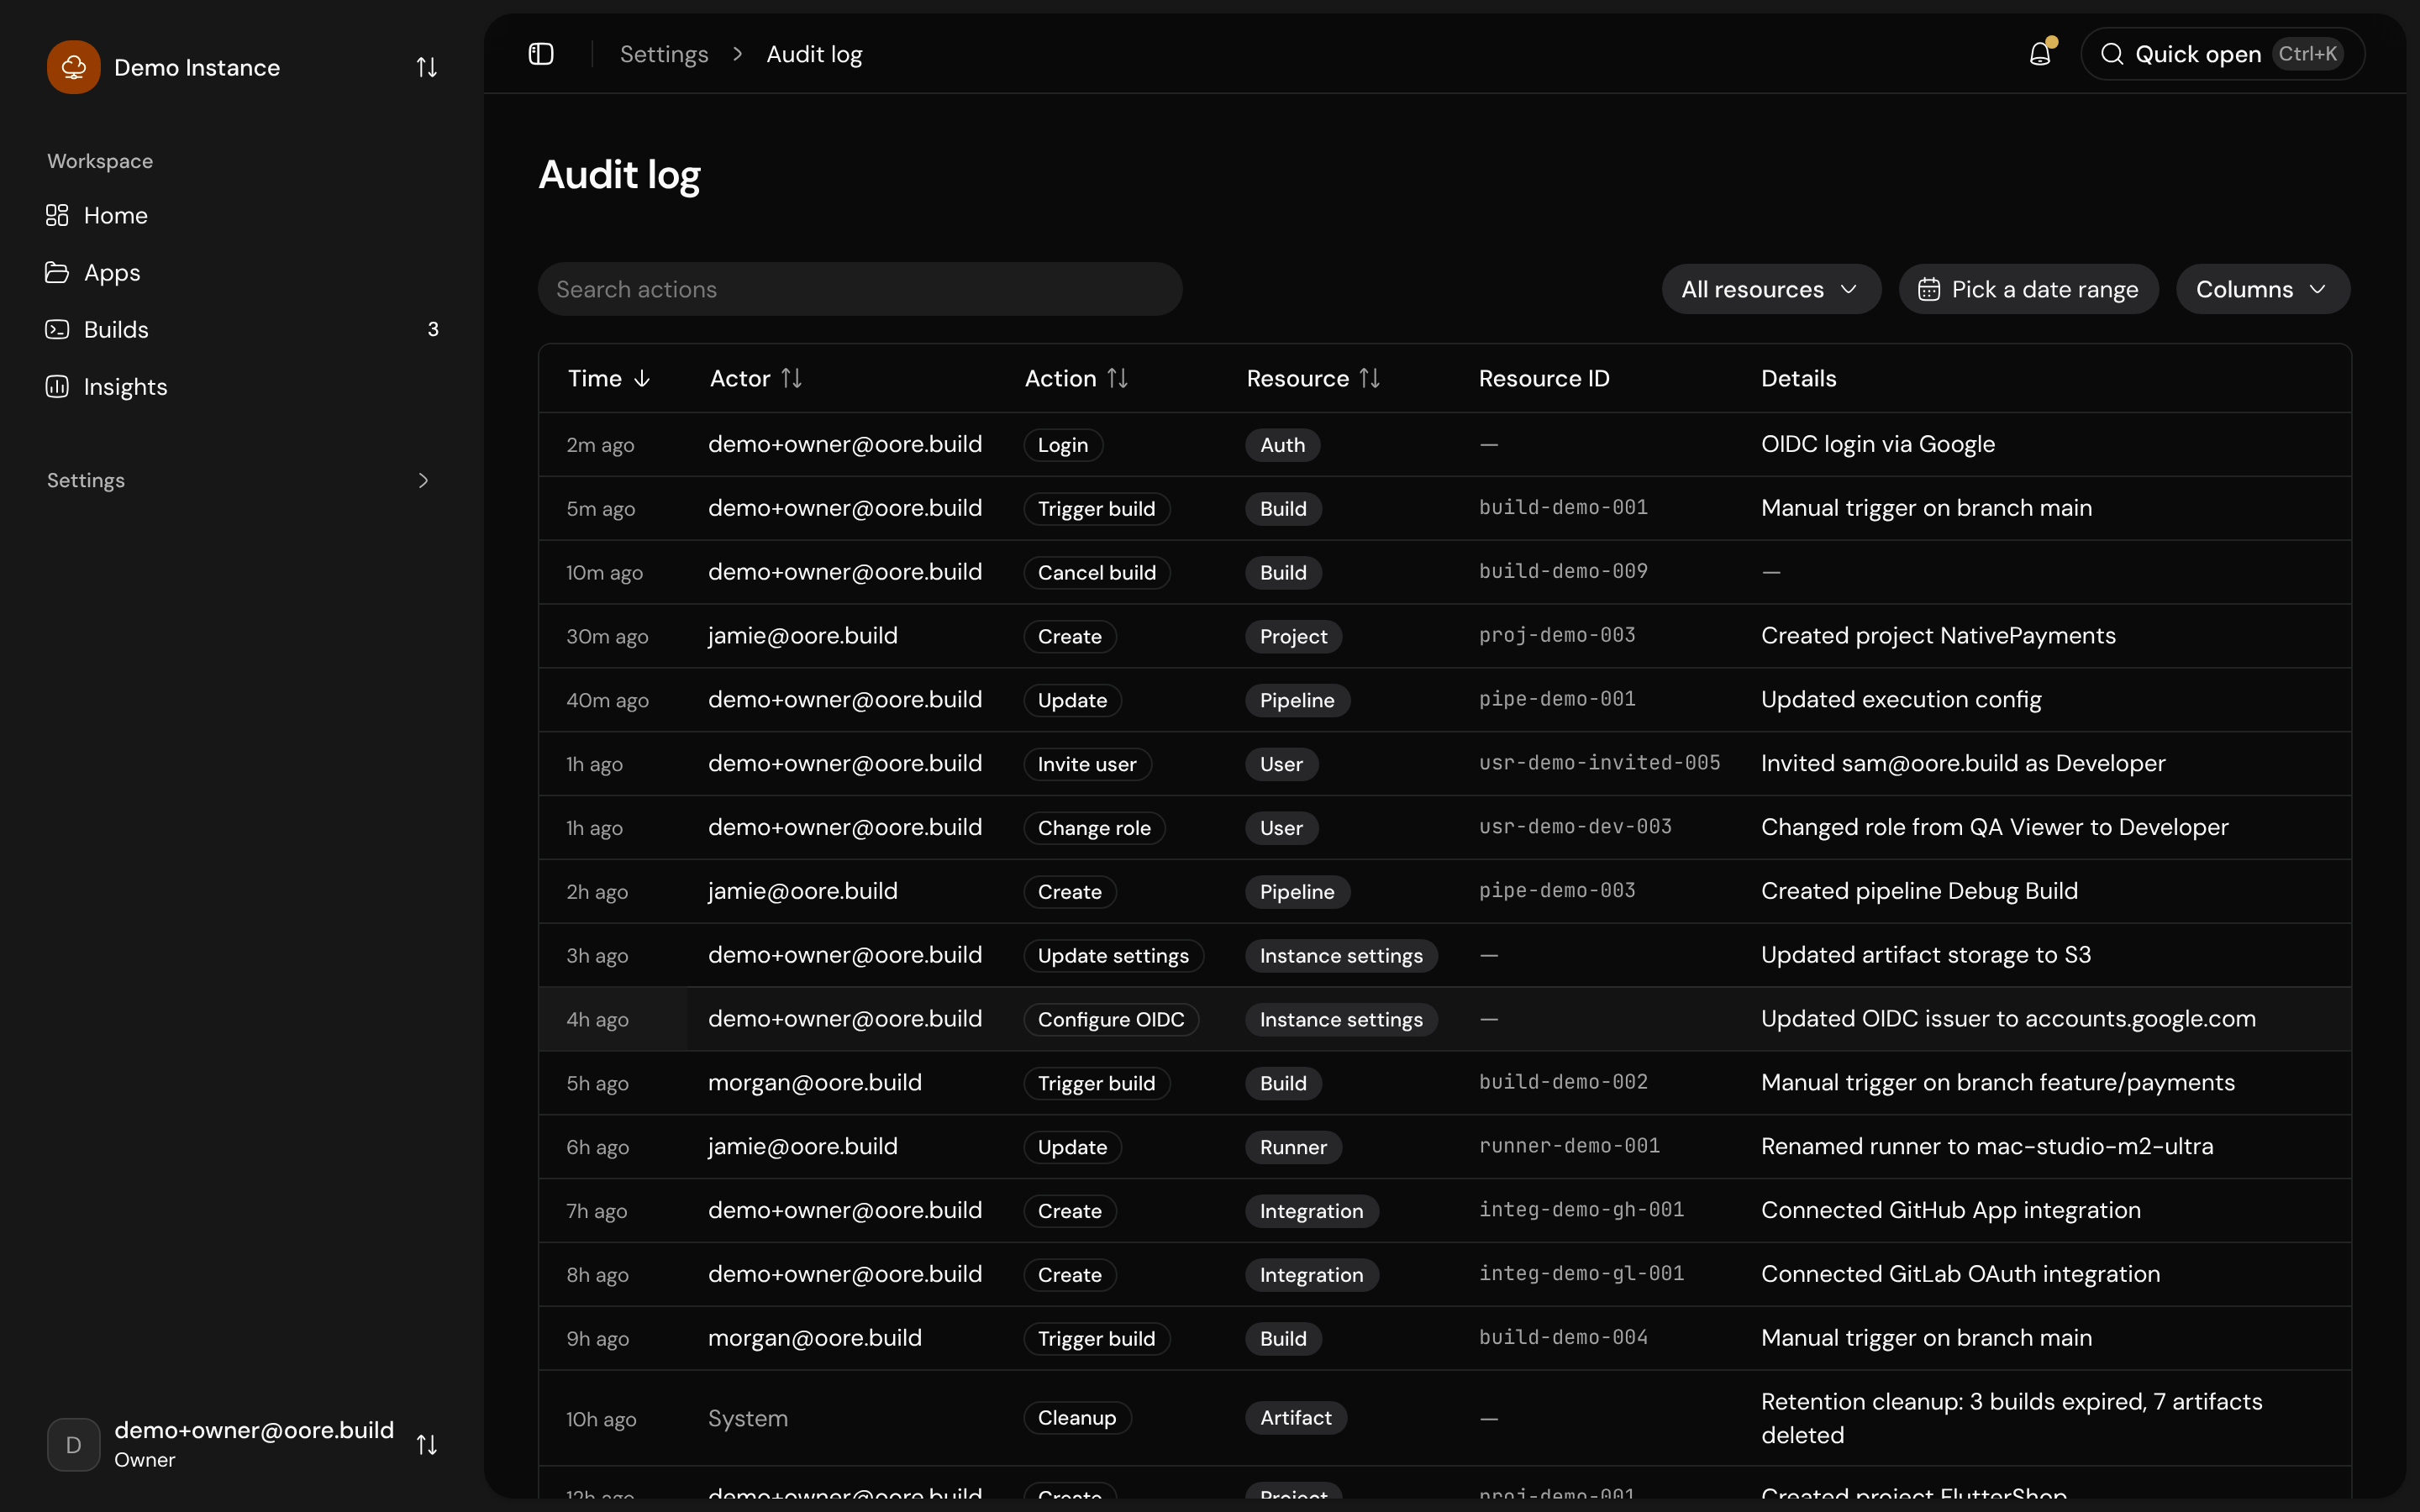 Demo Instance
Workspace
Home
Apps
Builds 3
Insights
Settings
D
demo+owner@oore.build
Owner
Settings > Audit log
Quick open Ctrl+K
Audit log
Search actions
All resources
Pick a date range
Columns
Time Actor Action Resource Resource ID Details
2m ago demo+owner@oore.build Login Auth — OIDC login via Google
5m ago demo+owner@oore.build Trigger build Build build-demo-001 Manual trigger on branch main
10m ago demo+owner@oore.build Cancel build Build build-demo-009 —
30m ago jamie@oore.build Create Project proj-demo-003 Created project NativePayments
40m ago demo+owner@oore.build Update Pipeline pipe-demo-001 Updated execution config
1h ago demo+owner@oore.build Invite user User usr-demo-invited-005 Invited sam@oore.build as Developer
1h ago demo+owner@oore.build Change role User usr-demo-dev-003 Changed role from QA Viewer to Developer
2h ago jamie@oore.build Create Pipeline pipe-demo-003 Created pipeline Debug Build
3h ago demo+owner@oore.build Update settings Instance settings — Updated artifact storage to S3
4h ago demo+owner@oore.build Configure OIDC Instance settings — Updated OIDC issuer to accounts.google.com
5h ago morgan@oore.build Trigger build Build build-demo-002 Manual trigger on branch feature/payments
6h ago jamie@oore.build Update Runner runner-demo-001 Renamed runner to mac-studio-m2-ultra
7h ago demo+owner@oore.build Create Integration integ-demo-gh-001 Connected GitHub App integration
8h ago demo+owner@oore.build Create Integration integ-demo-gl-001 Connected GitLab OAuth integration
9h ago morgan@oore.build Trigger build Build build-demo-004 Manual trigger on branch main
10h ago System Cleanup Artifact — Retention cleanup: 3 builds expired, 7 artifacts
deleted
12h ago demo+owner@oore.build Create Project proj-demo-001 Created project FlutterShop